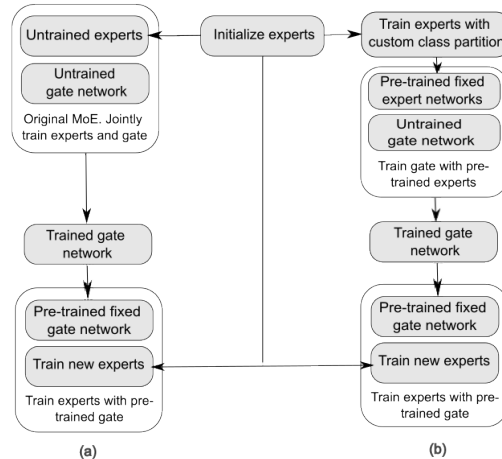 Untrained experts
Untrained
gate network
Original MoE. Jointly
train experts and gate
Trained gate
network
Pre-trained fixed
gate network
Train new experts
Train experts with pre-
trained gate
(a)
Initialize experts
Train experts with
custom class partition
Pre-trained fixed
expert networks
Untrained
gate network
Train gate with pre-
trained experts
Trained gate
network
Pre-trained fixed
gate network
Train new experts
Train experts with pre-
trained gate
(b)